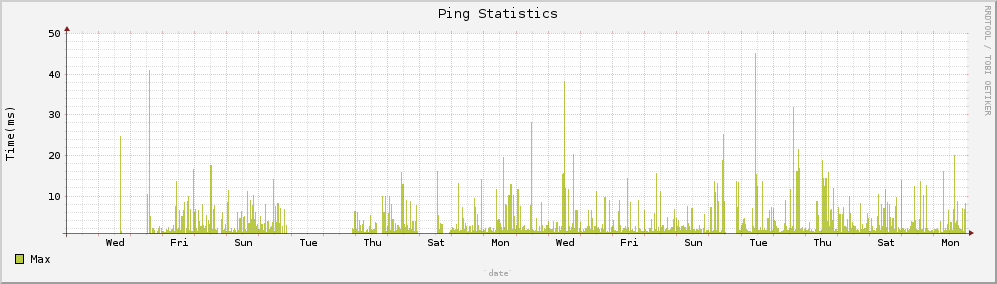 Ping Statistics
RRDTOOL / TOBI OETIKER
Time(ms)
50
40
30
20
10
Wed Fri Sun Tue Thu Sat Mon Wed Fri Sun Tue Thu Sat Mon
Max
`date`